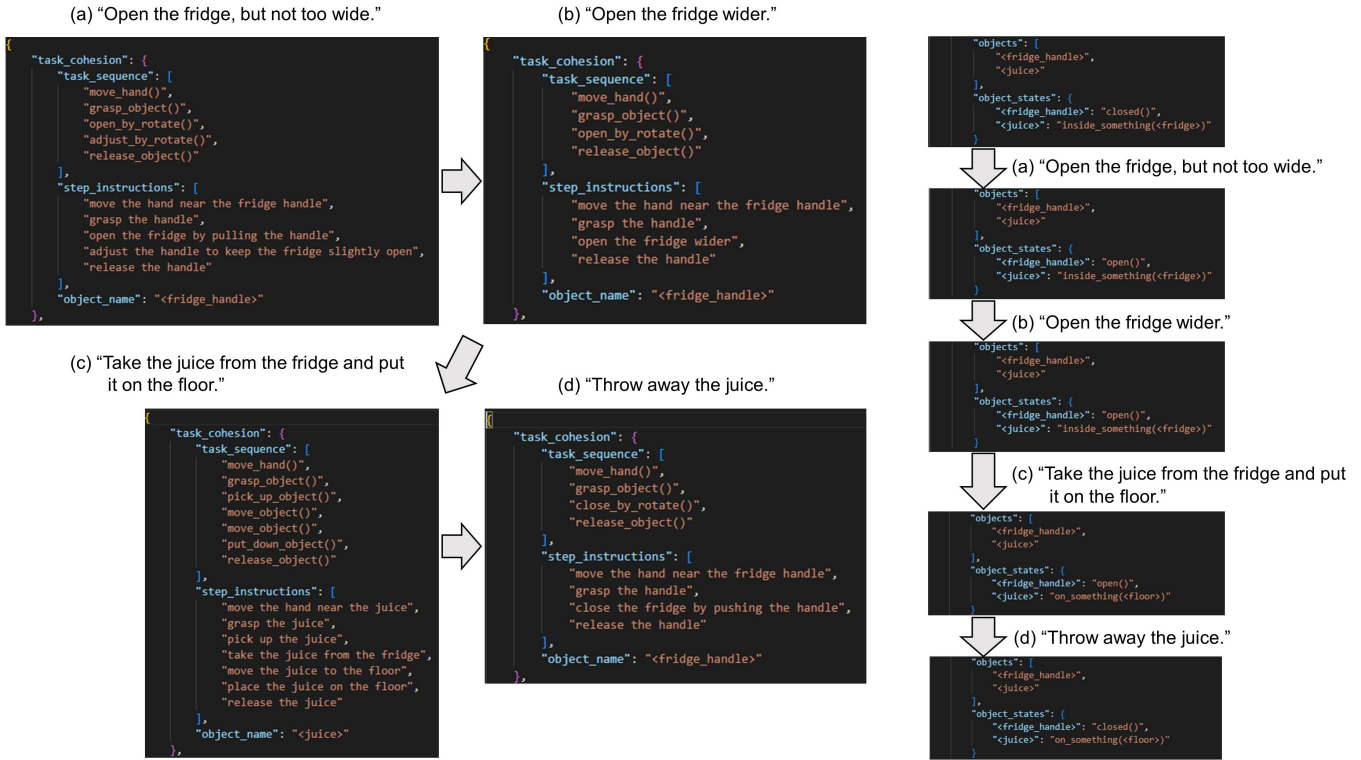 (a) “Open the fridge, but not too wide.”
{
"task_cohesion": {
"task_sequence": [
"move_hand()",
"grasp_object()",
"open_by_rotate()",
"adjust_by_rotate()",
"release_object()"
],
"step_instructions": [
"move the hand near the fridge handle",
"grasp the handle",
"open the fridge by pulling the handle",
"adjust the handle to keep the fridge slightly open",
"release the handle"
],
"object_name": "<fridge_handle>"
},
(b) “Open the fridge wider.”
{
"task_cohesion": {
"task_sequence": [
"move_hand()",
"grasp_object()",
"open_by_rotate()",
"release_object()"
],
"step_instructions": [
"move the hand near the fridge handle",
"grasp the handle",
"open the fridge wider",
"release the handle"
],
"object_name": "<fridge_handle>"
},
(c) “Take the juice from the fridge and put
it on the floor.”
{
"task_cohesion": {
"task_sequence": [
"move_hand()",
"grasp_object()",
"pick_up_object()",
"move_object()",
"move_object()",
"put_down_object()",
"release_object()"
],
"step_instructions": [
"move the hand near the juice",
"grasp the juice",
"pick up the juice",
"take the juice from the fridge",
"move the juice to the floor",
"place the juice on the floor",
"release the juice"
],
"object_name": "<juice>"
},
(d) “Throw away the juice.”
{
"task_cohesion": {
"task_sequence": [
"move_hand()",
"grasp_object()",
"close_by_rotate()",
"release_object()"
],
"step_instructions": [
"move the hand near the fridge handle",
"grasp the handle",
"close the fridge by pushing the handle",
"release the handle"
],
"object_name": "<fridge_handle>"
},
"objects": [
"<fridge_handle>",
"<juice>"
],
"object_states": {
"<fridge_handle>": "closed()",
"<juice>": "inside_something(<fridge>)"
}
(a) “Open the fridge, but not too wide.”
"objects": [
"<fridge_handle>",
"<juice>"
],
"object_states": {
"<fridge_handle>": "open()",
"<juice>": "inside_something(<fridge>)"
}
(b) “Open the fridge wider.”
"objects": [
"<fridge_handle>",
"<juice>"
],
"object_states": {
"<fridge_handle>": "open()",
"<juice>": "inside_something(<fridge>)"
}
(c) “Take the juice from the fridge and put
it on the floor.”
"objects": [
"<fridge_handle>",
"<juice>"
],
"object_states": {
"<fridge_handle>": "open()",
"<juice>": "on_something(<floor>)"
}
(d) “Throw away the juice.”
"objects": [
"<fridge_handle>",
"<juice>"
],
"object_states": {
"<fridge_handle>": "closed()",
"<juice>": "on_something(<floor>)"
}